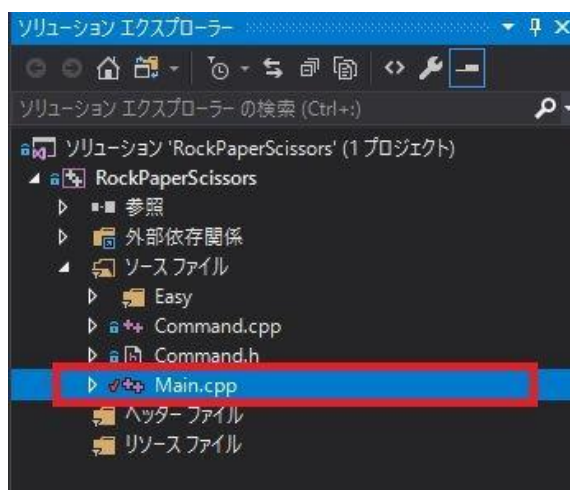 ソリューション エクスプローラー
ソリューション エクスプローラー の検索 (Ctrl+:)
ソリューション 'RockPaperScissors' (1 プロジェクト)
RockPaperScissors
参照
外部依存関係
ソース ファイル
Easy
Command.cpp
Command.h
Main.cpp
ヘッダー ファイル
リソース ファイル